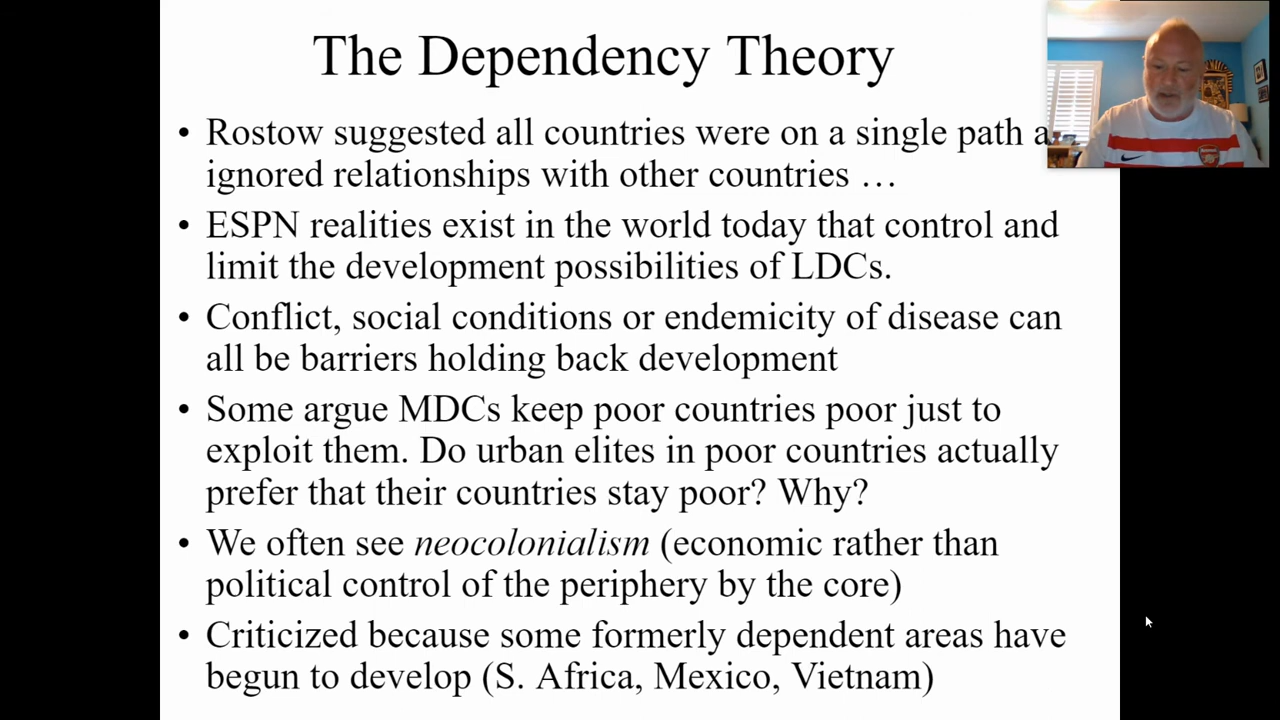 The Dependency Theory
• Rostow suggested all countries were on a single path
ignored relationships with other countries …
• ESPN realities exist in the world today that control and
limit the development possibilities of LDCs.
• Conflict, social conditions or endemicity of disease can
all be barriers holding back development
• Some argue MDCs keep poor countries poor just to
exploit them. Do urban elites in poor countries actually
prefer that their countries stay poor? Why?
• We often see neocolonialism (economic rather than
political control of the periphery by the core)
• Criticized because some formerly dependent areas have
begun to develop (S. Africa, Mexico, Vietnam)